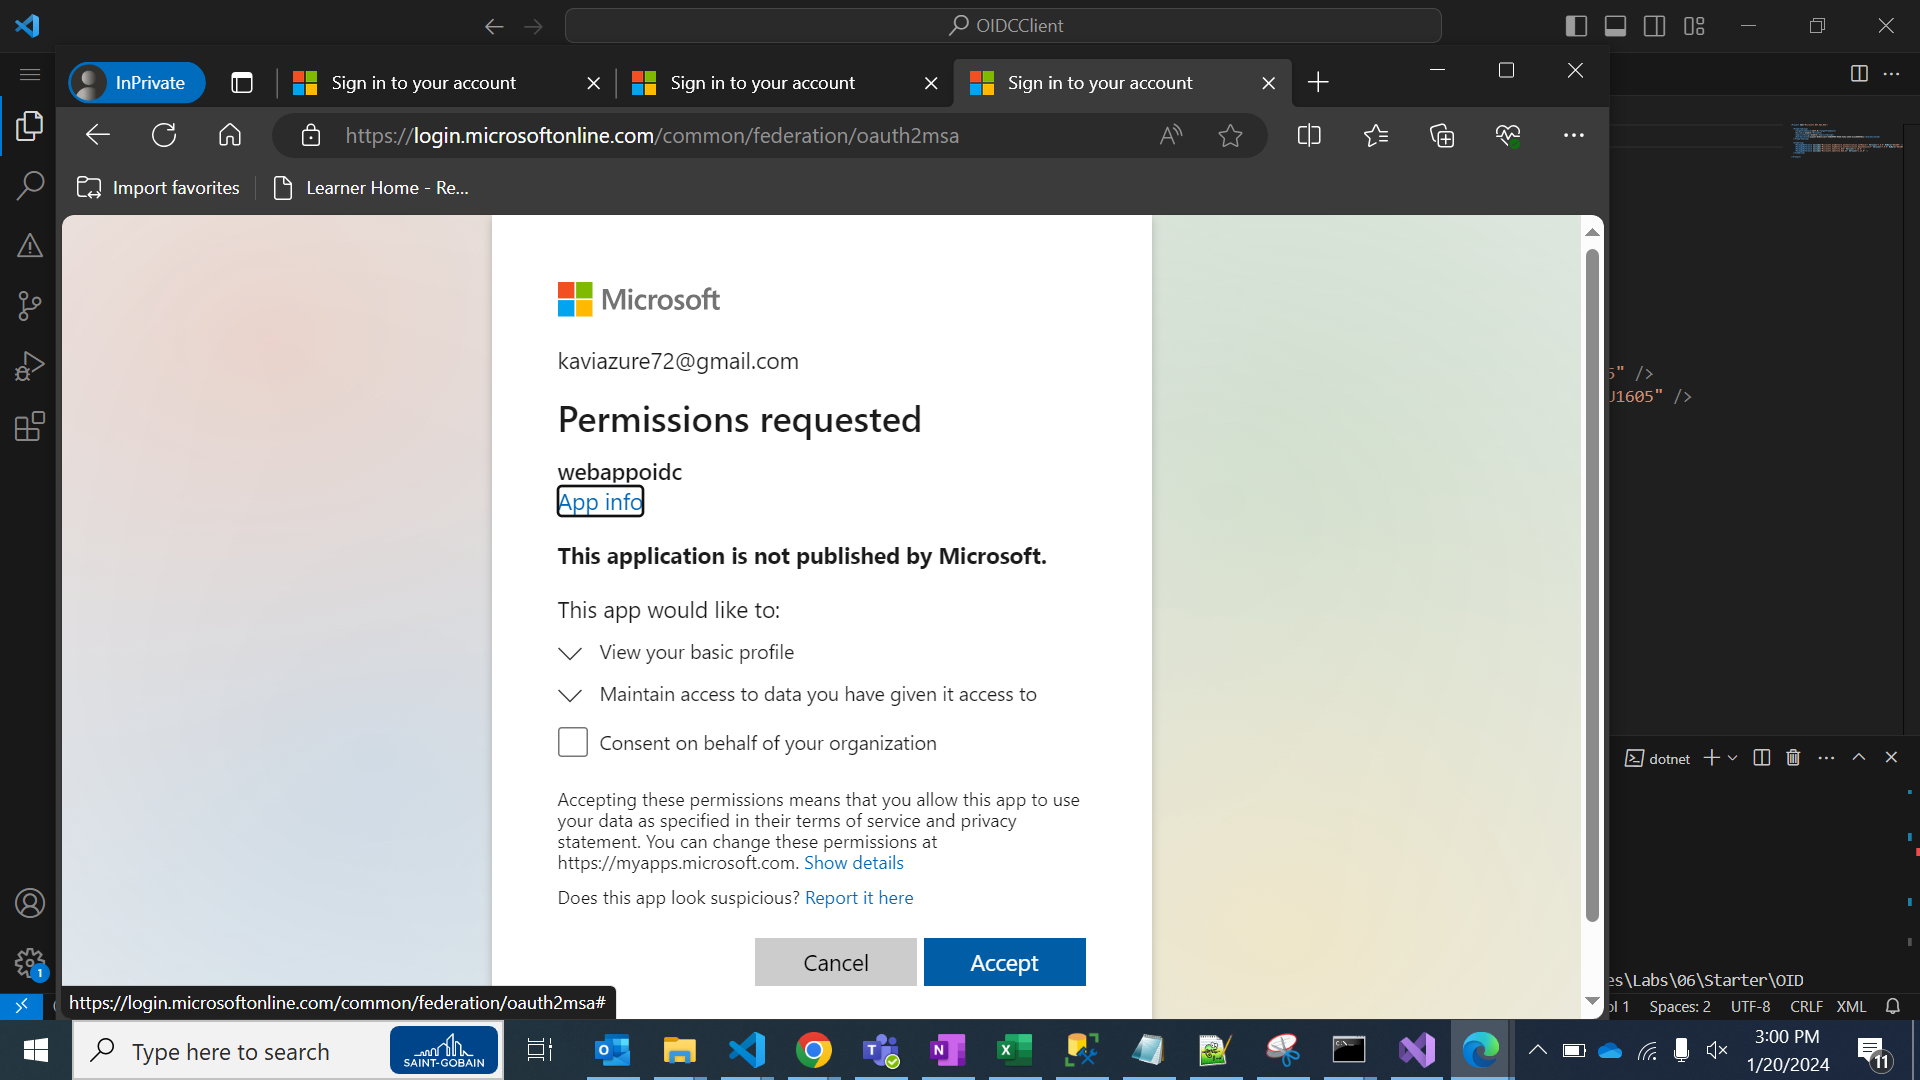 OIDCClient
InPrivate
Sign in to your account
Sign in to your account
Sign in to your account
https://login.microsoftonline.com/common/federation/oauth2msa
Import favorites
Learner Home - Re...
Microsoft
kaviazure72@gmail.com
Permissions requested
webappoidc
App info
This application is not published by Microsoft.
This app would like to:
View your basic profile
Maintain access to data you have given it access to
Consent on behalf of your organization
Accepting these permissions means that you allow this app to use
your data as specified in their terms of service and privacy
statement. You can change these permissions at
https://myapps.microsoft.com. Show details
Does this app look suspicious? Report it here
Cancel
Accept
https://login.microsoftonline.com/common/federation/oauth2msa#
" />
J1605" />
dotnet
es\Labs\06\Starter\OID
ol 1
Spaces: 2
UTF-8
CRLF
XML
1
Type here to search
SAINT-GOBAIN
3:00 PM
1/20/2024
11